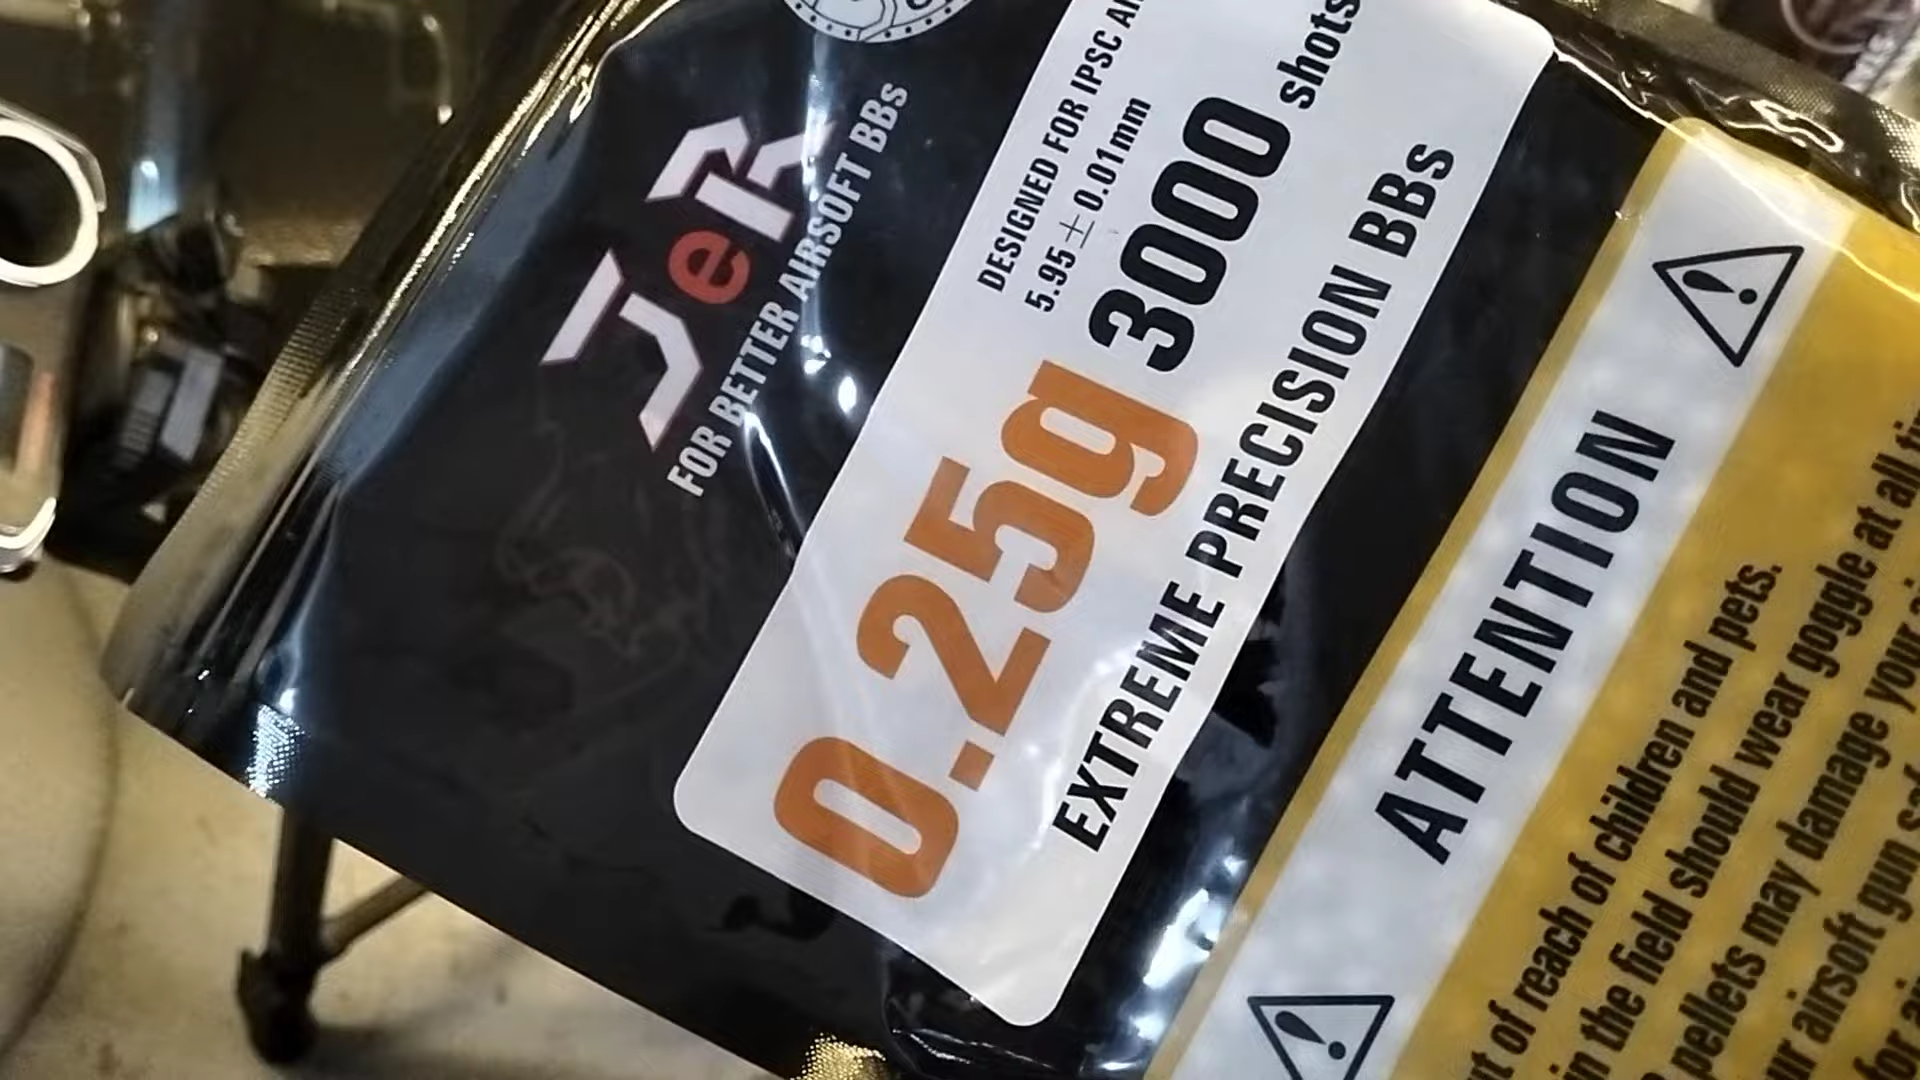 JeR
FOR BETTER AIRSOFT BBs
DESIGNED FOR IPSC
5.95 ± 0.01mm
0.25g 3000 shots
EXTREME PRECISION BBs
ATTENTION
of reach of children and pets.
in the field should wear goggle at all
pellets may damage your
airsoft gun
for